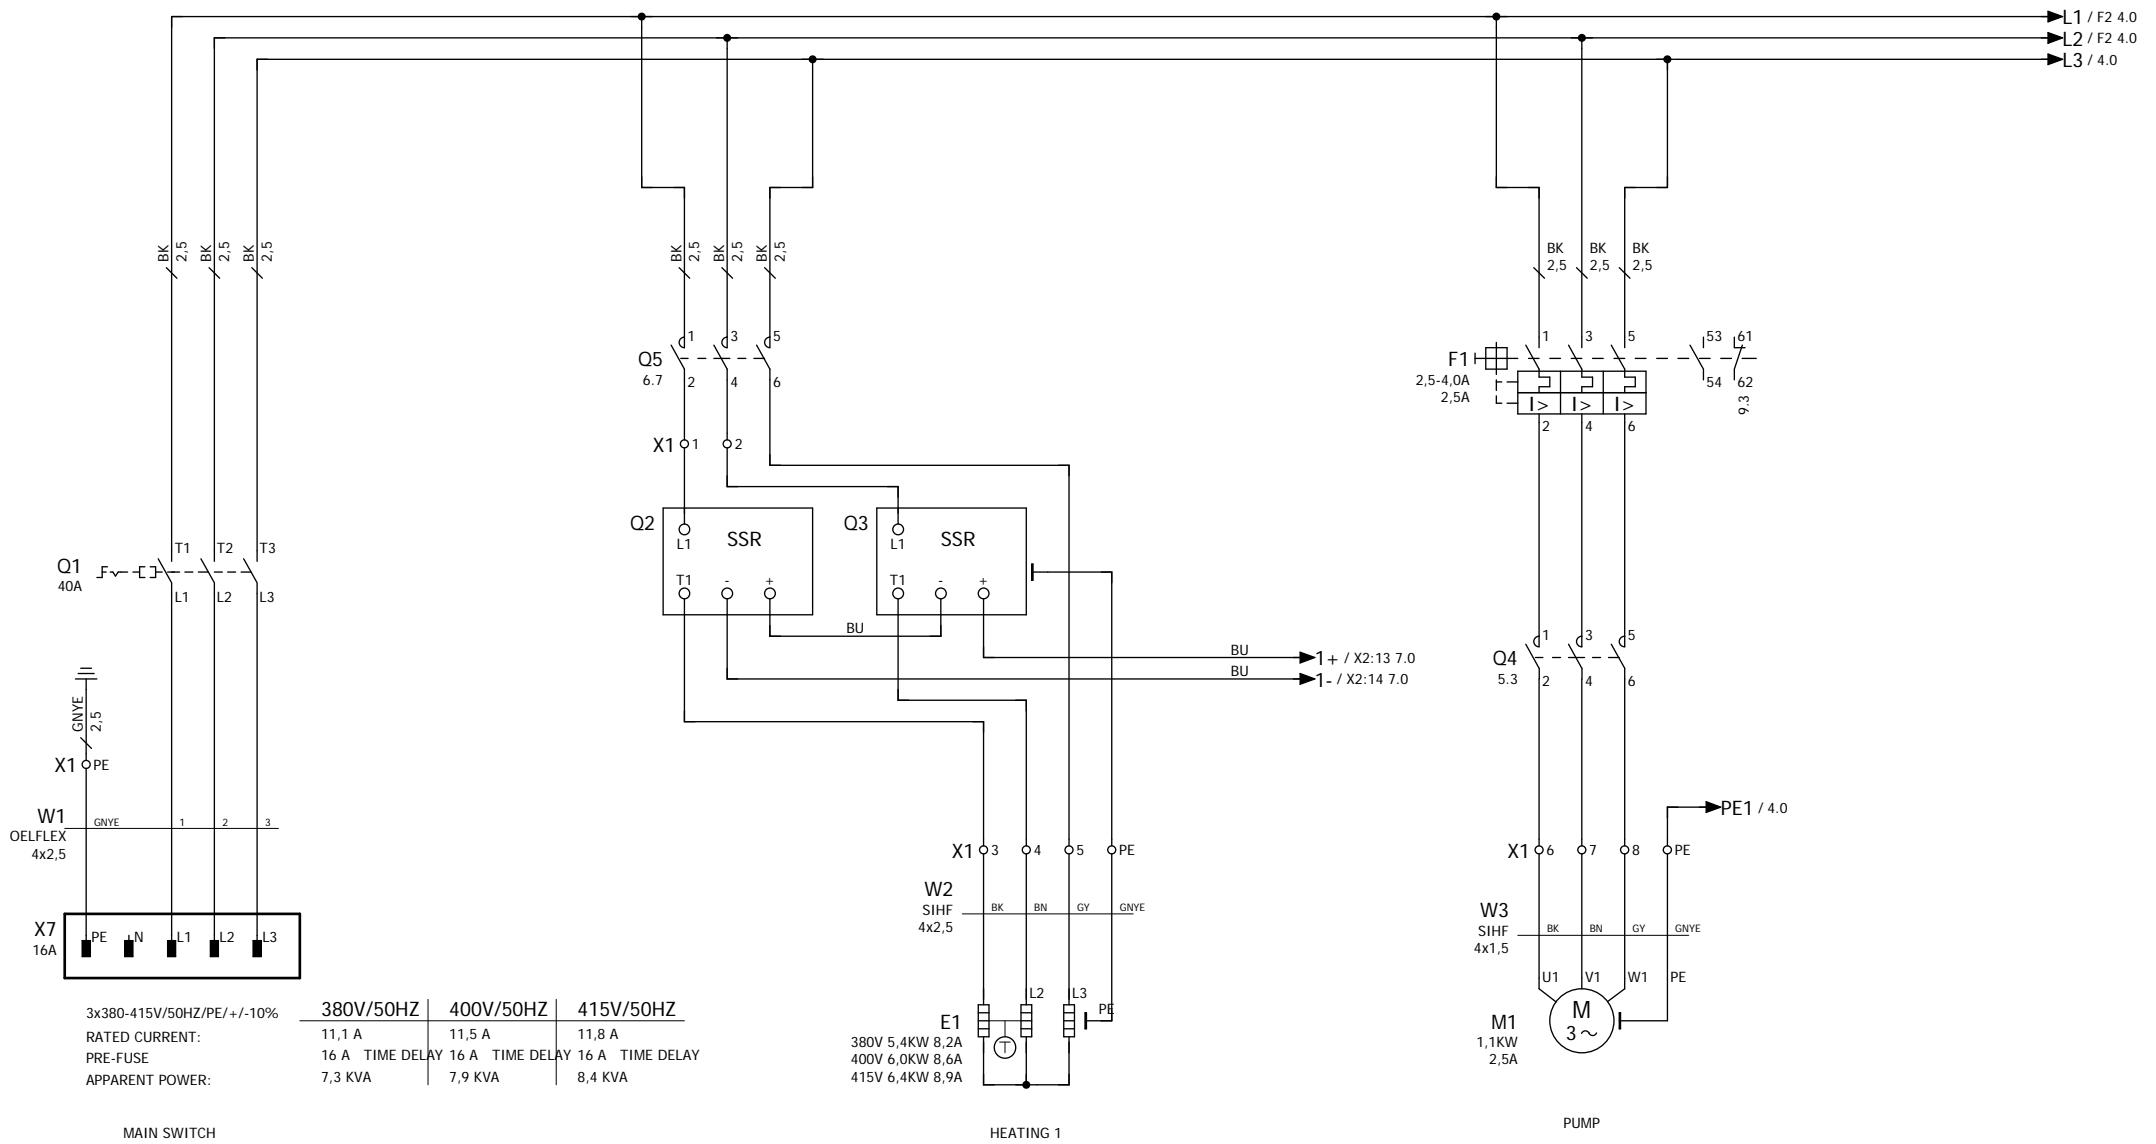 L1 / F2 4.0
L2 / F2 4.0
L3 / 4.0
BK 2,5 BK 2,5 BK 2,5
BK 2,5 BK 2,5 BK 2,5
BK BK BK
2,5 2,5 2,5
1 3 5
Q5
6.7
2 4 6
1 3 5 53 61
F1
2,5-4,0A
2,5A
54 62
I> I> I>
9.3
2 4 6
X1 1 2
Q2 L1 SSR
T1 - +
Q3 L1 SSR
T1 - +
T1 T2 T3
Q1
40A
L1 L2 L3
BU
BU 1+ / X2:13 7.0
BU 1- / X2:14 7.0
1 3 5
Q4
5.3
2 4 6
GNYE 2,5
X1 PE
W1 GNYE 1 2 3
OELFLEX
4x2,5
PE1 / 4.0
X1 3 4 5 PE
X1 6 7 8 PE
W2
SIHF BK BN GY GNYE
4x2,5
W3
SIHF BK BN GY GNYE
4x1,5
X7
16A
PE N L1 L2 L3
U1 V1 W1 PE
L2 L3
PE
E1
T
380V 5,4KW 8,2A
400V 6,0KW 8,6A
415V 6,4KW 8,9A
M
3~
M1
1,1KW
2,5A
3x380-415V/50HZ/PE/+/-10% 380V/50HZ 400V/50HZ 415V/50HZ
RATED CURRENT: 11,1 A 11,5 A 11,8 A
PRE-FUSE 16 A TIME DELAY 16 A TIME DELAY 16 A TIME DELAY
APPARENT POWER: 7,3 KVA 7,9 KVA 8,4 KVA
MAIN SWITCH
HEATING 1
PUMP